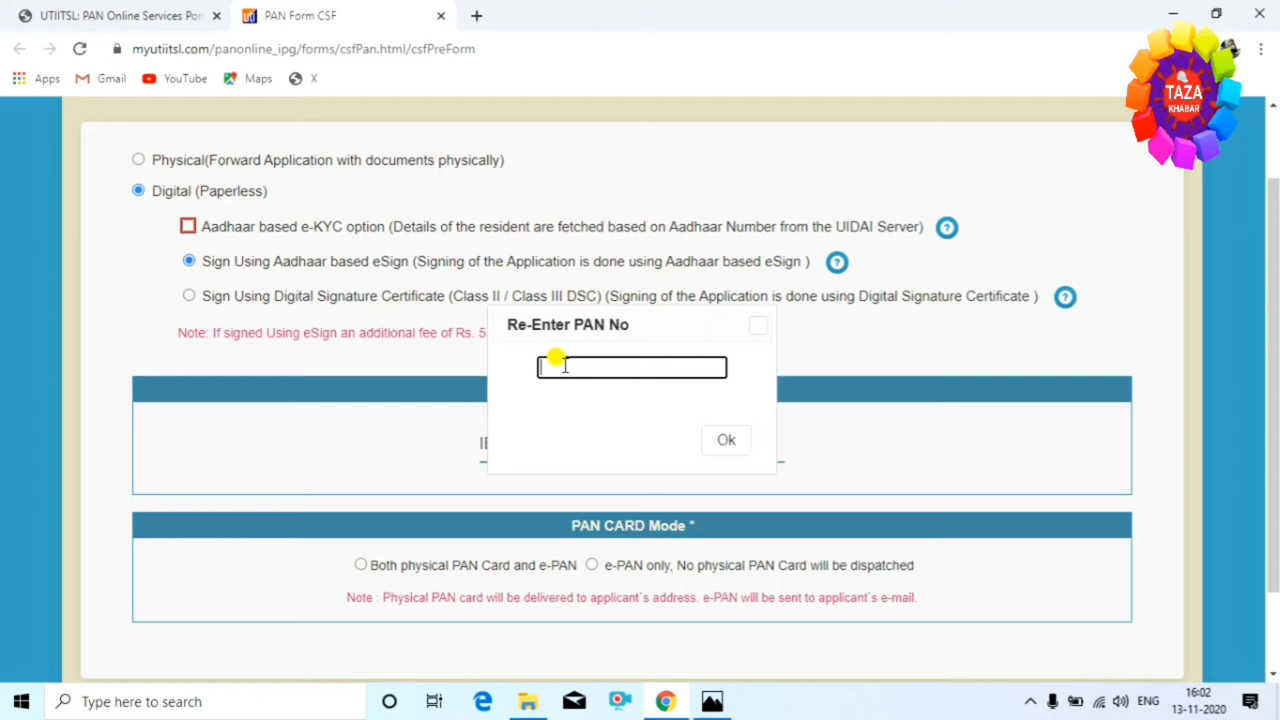 UTIITSL: PAN Online Services Por
PAN Form CSF
myutiitsl.com/panonline_ipg/forms/csfPan.html/csfPreForm
Apps Gmail YouTube Maps X
TAZA
KHABAR
Physical(Forward Application with documents physically)
Digital (Paperless)
Aadhaar based e-KYC option (Details of the resident are fetched based on Aadhaar Number from the UIDAI Server) ?
Sign Using Aadhaar based eSign (Signing of the Application is done using Aadhaar based eSign ) ?
Sign Using Digital Signature Certificate (Class II / Class III DSC) (Signing of the Application is done using Digital Signature Certificate ) ?
Note: If signed Using eSign an additional fee of Rs. 5
Re-Enter PAN No
Ok
PAN CARD Mode *
Both physical PAN Card and e-PAN e-PAN only, No physical PAN Card will be dispatched
Note : Physical PAN card will be delivered to applicant`s address. e-PAN will be sent to applicant`s e-mail.
Type here to search
ENG
16:02
13-11-2020